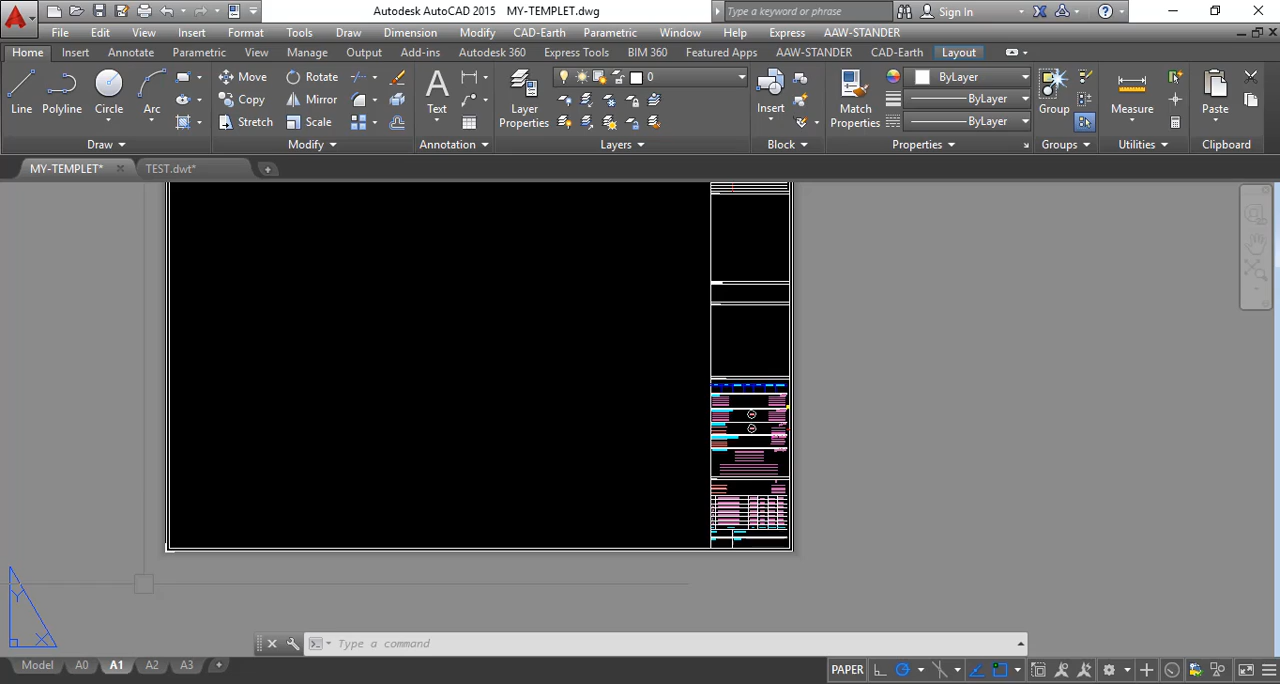 Autodesk AutoCAD 2015 MY-TEMPLET.dwg
Type a keyword or phrase
Sign In
File Edit View Insert Format Tools Draw Dimension Modify CAD-Earth Parametric Window Help Express AAW-STANDER
Home Insert Annotate Parametric View Manage Output Add-ins Autodesk 360 Express Tools BIM 360 Featured Apps AAW-STANDER CAD-Earth Layout
Line Polyline Circle Arc
Move Rotate
Copy Mirror
Stretch Scale
Text
Layer Properties
0
Insert
Match Properties
ByLayer
ByLayer
ByLayer
Group
Measure
Paste
Draw Modify Annotation Layers Block Properties Groups Utilities Clipboard
MY-TEMPLET* TEST.dwt*
Y
X
Type a command
Model A0 A1 A2 A3
PAPER